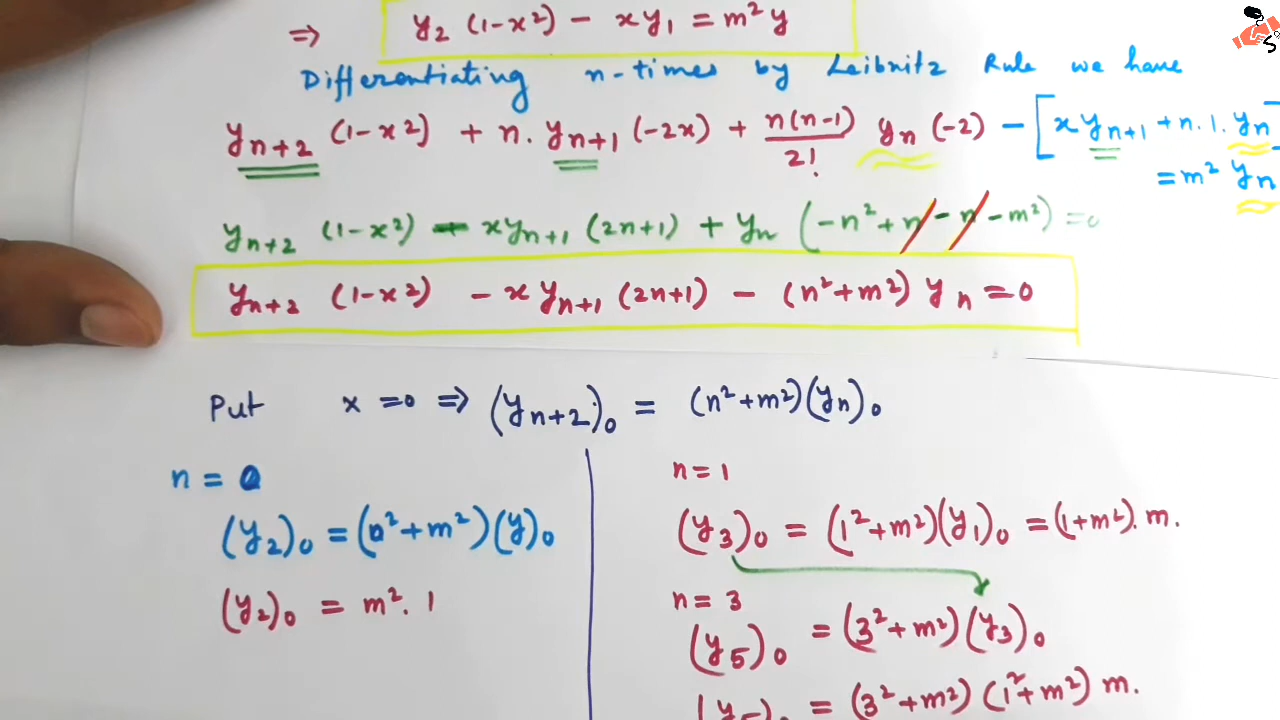 ⇒ y₂ (1-x²) - xy₁ = m²y
Differentiating n-times by Leibnitz Rule we have
yₙ₊₂ (1-x²) + n. yₙ₊₁ (-2x) + n(n-1)/2! yₙ (-2) - [xyₙ₊₁ + n.1.yₙ]
= m² yₙ
yₙ₊₂ (1-x²) - xyₙ₊₁ (2n+1) + yₙ (-n²+n-n-m²) =0
yₙ₊₂ (1-x²) - x yₙ₊₁ (2n+1) - (n²+m²) yₙ =0
Put x =0 ⇒ (yₙ₊₂)₀ = (n²+m²)(yₙ)₀
n = 0
(y₂)₀ = (0²+m²)(y)₀
(y₂)₀ = m². 1
n = 1
(y₃)₀ = (1²+m²)(y₁)₀ = (1+m²). m.
n = 3
(y₅)₀ = (3²+m²)(y₃)₀
(y₅)₀ = (3²+m²) (1²+m²) m.